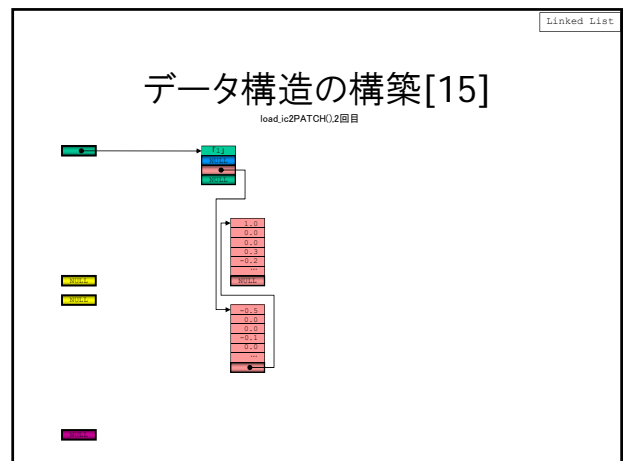 Linked List
データ構造の構築[15]
load_ic2PATCH(),2回目
[i]
NULL
NULL
1.0
0.0
0.0
0.3
-0.2
…
NULL
NULL
NULL
-0.5
0.0
0.0
-0.1
0.0
…
NULL